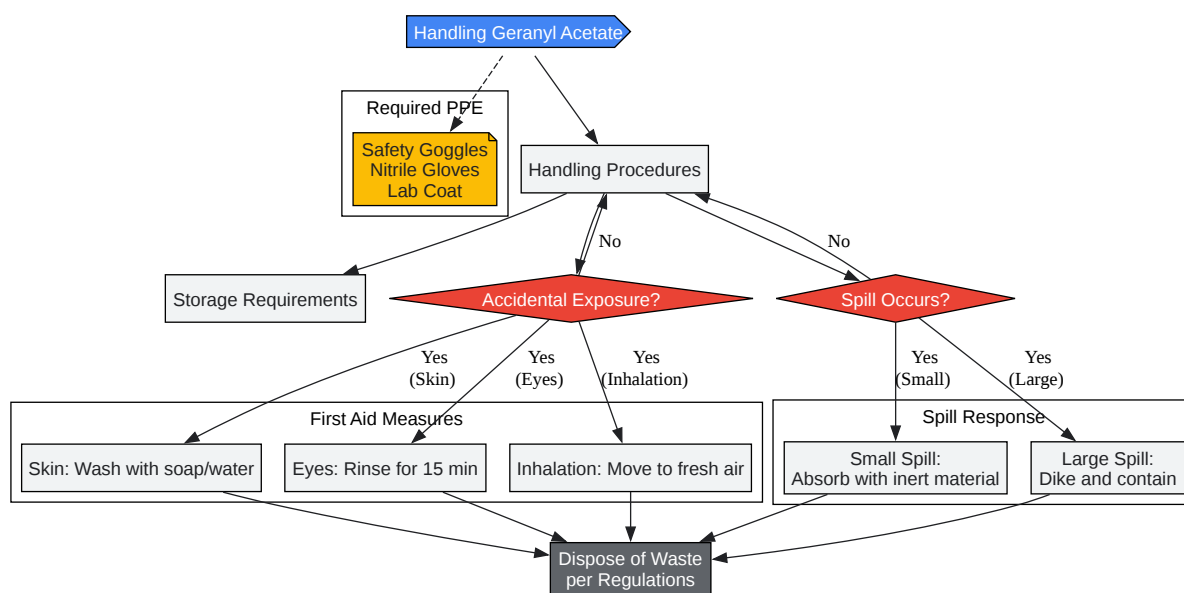 Handling Geranyl Acetate
Required PPE
Safety Goggles
Nitrile Gloves
Lab Coat
Handling Procedures
No
No
Storage Requirements
Accidental Exposure?
Spill Occurs?
Yes
(Skin)
Yes
(Eyes)
Yes
(Inhalation)
Yes
(Small)
Yes
(Large)
First Aid Measures
Spill Response
Skin: Wash with soap/water
Eyes: Rinse for 15 min
Inhalation: Move to fresh air
Small Spill:
Absorb with inert material
Large Spill:
Dike and contain
Dispose of Waste
per Regulations